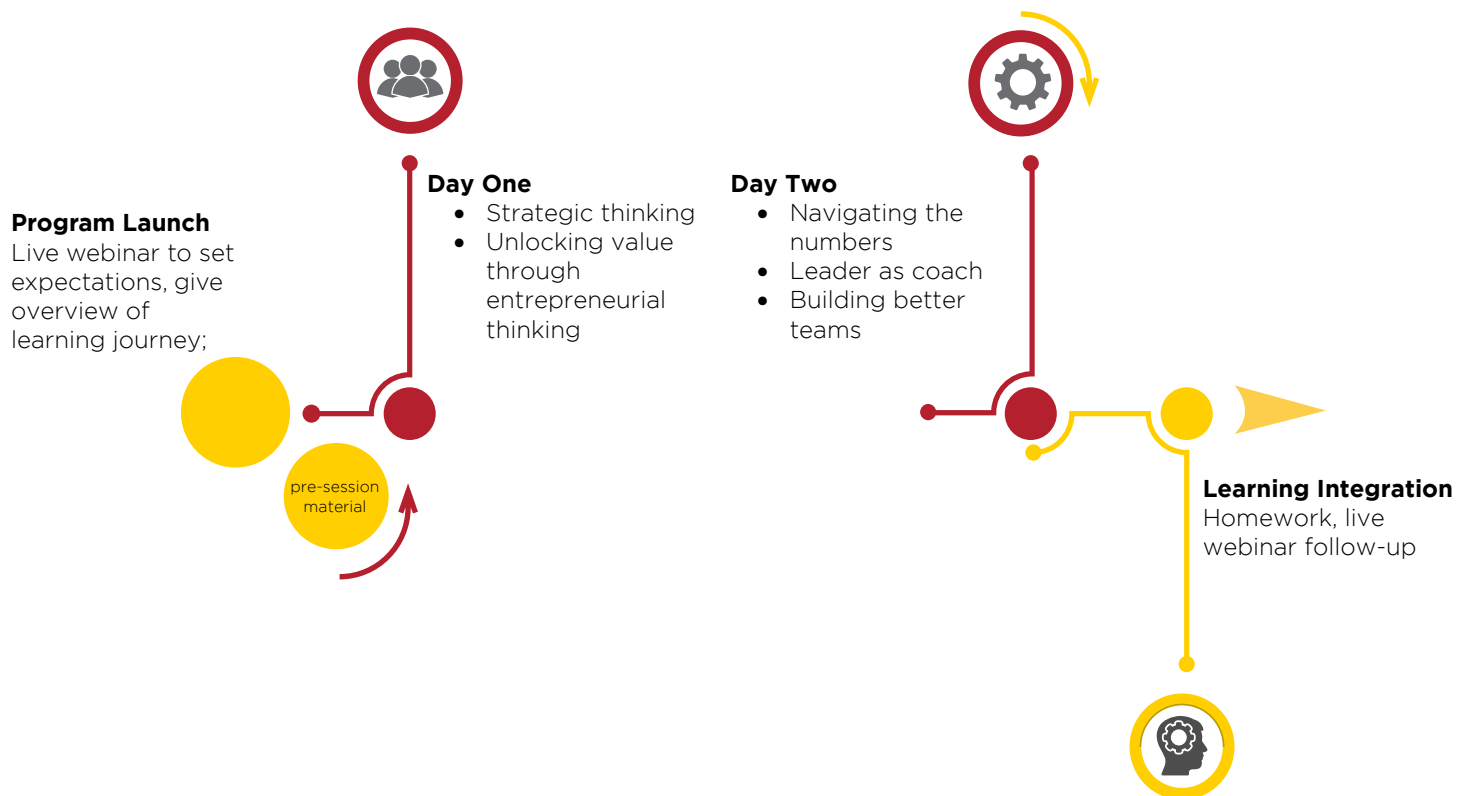 Program Launch
Live webinar to set
expectations, give
overview of
learning journey;
pre-session
material
Day One
• Strategic thinking
• Unlocking value
through
entrepreneurial
thinking
Day Two
• Navigating the
numbers
• Leader as coach
• Building better
teams
Learning Integration
Homework, live
webinar follow-up